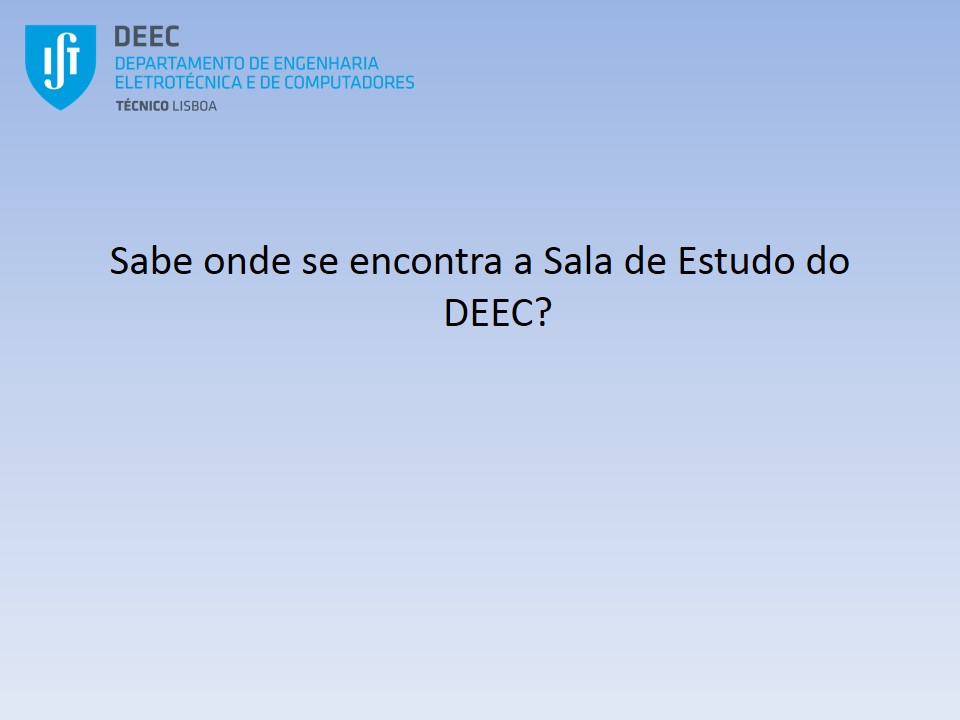 IST
DEEC
DEPARTAMENTO DE ENGENHARIA
ELETROTÉCNICA E DE COMPUTADORES
TÉCNICO LISBOA
Sabe onde se encontra a Sala de Estudo do
DEEC?